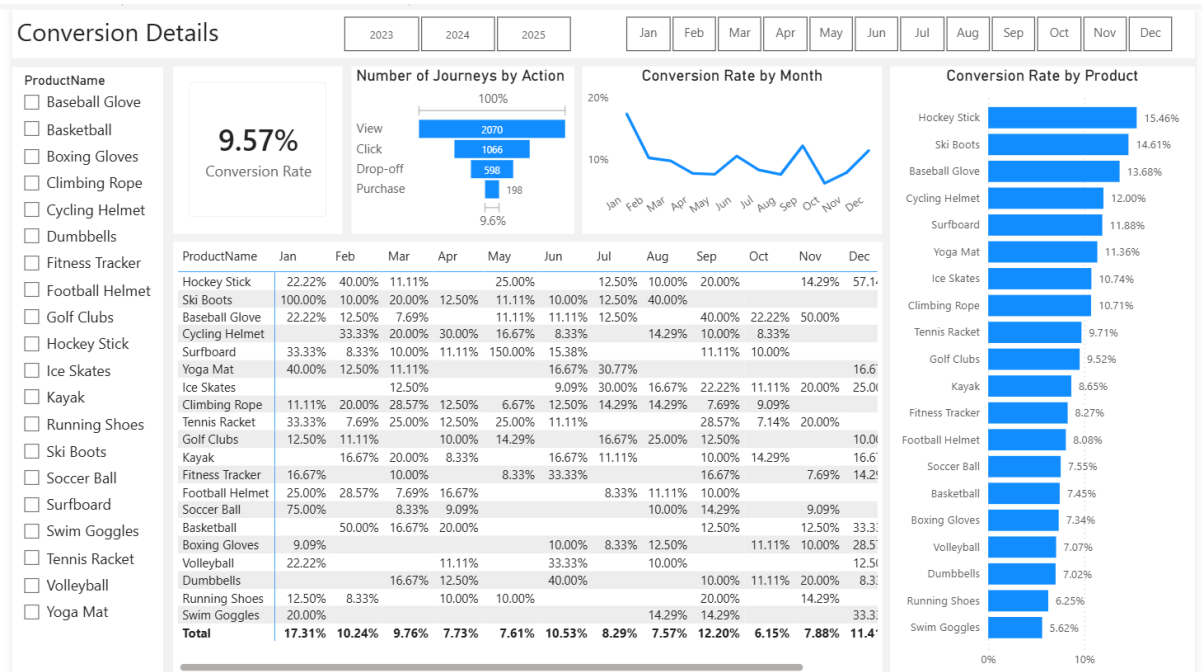 Conversion Details
2023 2024 2025
Jan Feb Mar Apr May Jun Jul Aug Sep Oct Nov Dec
ProductName
Baseball Glove
Basketball
Boxing Gloves
Climbing Rope
Cycling Helmet
Dumbbells
Fitness Tracker
Football Helmet
Golf Clubs
Hockey Stick
Ice Skates
Kayak
Running Shoes
Ski Boots
Soccer Ball
Surfboard
Swim Goggles
Tennis Racket
Volleyball
Yoga Mat
9.57%
Conversion Rate
Number of Journeys by Action
100%
View 2070
Click 1066
Drop-off 598
Purchase 198
9.6%
Conversion Rate by Month
20%
10%
Jan Feb Mar Apr May Jun Jul Aug Sep Oct Nov Dec
ProductName Jan Feb Mar Apr May Jun Jul Aug Sep Oct Nov Dec
Hockey Stick 22.22% 40.00% 11.11% 25.00% 12.50% 10.00% 20.00% 14.29% 57.14
Ski Boots 100.00% 10.00% 20.00% 12.50% 11.11% 10.00% 12.50% 40.00%
Baseball Glove 22.22% 12.50% 7.69% 11.11% 11.11% 12.50% 40.00% 22.22% 50.00%
Cycling Helmet 33.33% 20.00% 30.00% 16.67% 8.33% 14.29% 10.00% 8.33%
Surfboard 33.33% 8.33% 10.00% 11.11% 150.00% 15.38% 11.11% 10.00%
Yoga Mat 40.00% 12.50% 11.11% 16.67% 30.77% 16.6
Ice Skates 12.50% 9.09% 30.00% 16.67% 22.22% 11.11% 20.00% 25.00
Climbing Rope 11.11% 20.00% 28.57% 12.50% 6.67% 12.50% 14.29% 14.29% 7.69% 9.09%
Tennis Racket 33.33% 7.69% 25.00% 12.50% 25.00% 11.11% 28.57% 7.14% 20.00%
Golf Clubs 12.50% 11.11% 10.00% 14.29% 16.67% 25.00% 12.50% 10.00
Kayak 16.67% 20.00% 8.33% 16.67% 11.11% 10.00% 14.29% 16.6
Fitness Tracker 16.67% 10.00% 8.33% 33.33% 16.67% 7.69% 14.29
Football Helmet 25.00% 28.57% 7.69% 16.67% 8.33% 11.11% 10.00%
Soccer Ball 75.00% 8.33% 9.09% 10.00% 14.29% 9.09%
Basketball 50.00% 16.67% 20.00% 12.50% 12.50% 33.3
Boxing Gloves 9.09% 10.00% 8.33% 12.50% 11.11% 10.00% 28.5
Volleyball 22.22% 11.11% 33.33% 10.00% 12.50
Dumbbells 16.67% 12.50% 40.00% 10.00% 11.11% 20.00% 8.3
Running Shoes 12.50% 8.33% 10.00% 10.00% 20.00% 14.29%
Swim Goggles 20.00% 14.29% 14.29% 33.3
Total 17.31% 10.24% 9.76% 7.73% 7.61% 10.53% 8.29% 7.57% 12.20% 6.15% 7.88% 11.4
Conversion Rate by Product
Hockey Stick 15.46%
Ski Boots 14.61%
Baseball Glove 13.68%
Cycling Helmet 12.00%
Surfboard 11.88%
Yoga Mat 11.36%
Ice Skates 10.74%
Climbing Rope 10.71%
Tennis Racket 9.71%
Golf Clubs 9.52%
Kayak 8.65%
Fitness Tracker 8.27%
Football Helmet 8.08%
Soccer Ball 7.55%
Basketball 7.45%
Boxing Gloves 7.34%
Volleyball 7.07%
Dumbbells 7.02%
Running Shoes 6.25%
Swim Goggles 5.62%
0% 10%